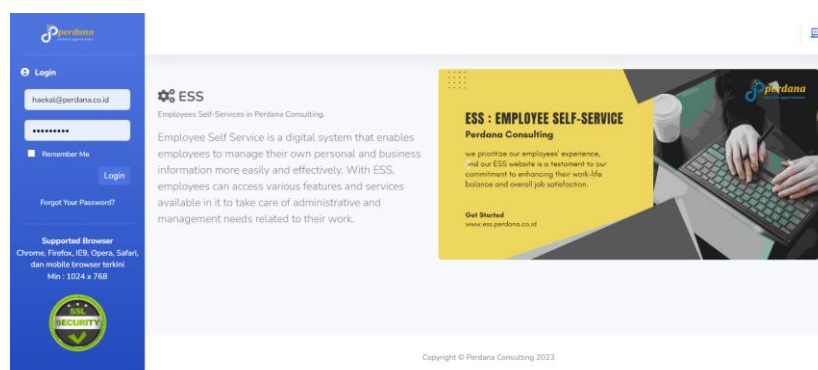 perdana
Login
haekal@perdana.co.id
Remember Me
Login
Forgot Your Password?
Supported Browser
Chrome, Firefox, IE9, Opera, Safari,
dan mobile browser terkini
Min : 1024 x 768
SSL
SECURITY
ESS
Employees Self-Services in Perdana Consulting.
Employee Self Service is a digital system that enables
employees to manage their own personal and business
information more easily and effectively. With ESS,
employees can access various features and services
available in it to take care of administrative and
management needs related to their work.
perdana
ESS : EMPLOYEE SELF-SERVICE
Perdana Consulting
we prioritize our employees' experience,
and our ESS website is a testament to our
commitment to enhancing their work-life
balance and overall job satisfaction.
Get Started
www.ess.perdana.co.id
Copyright © Perdana Consulting 2023